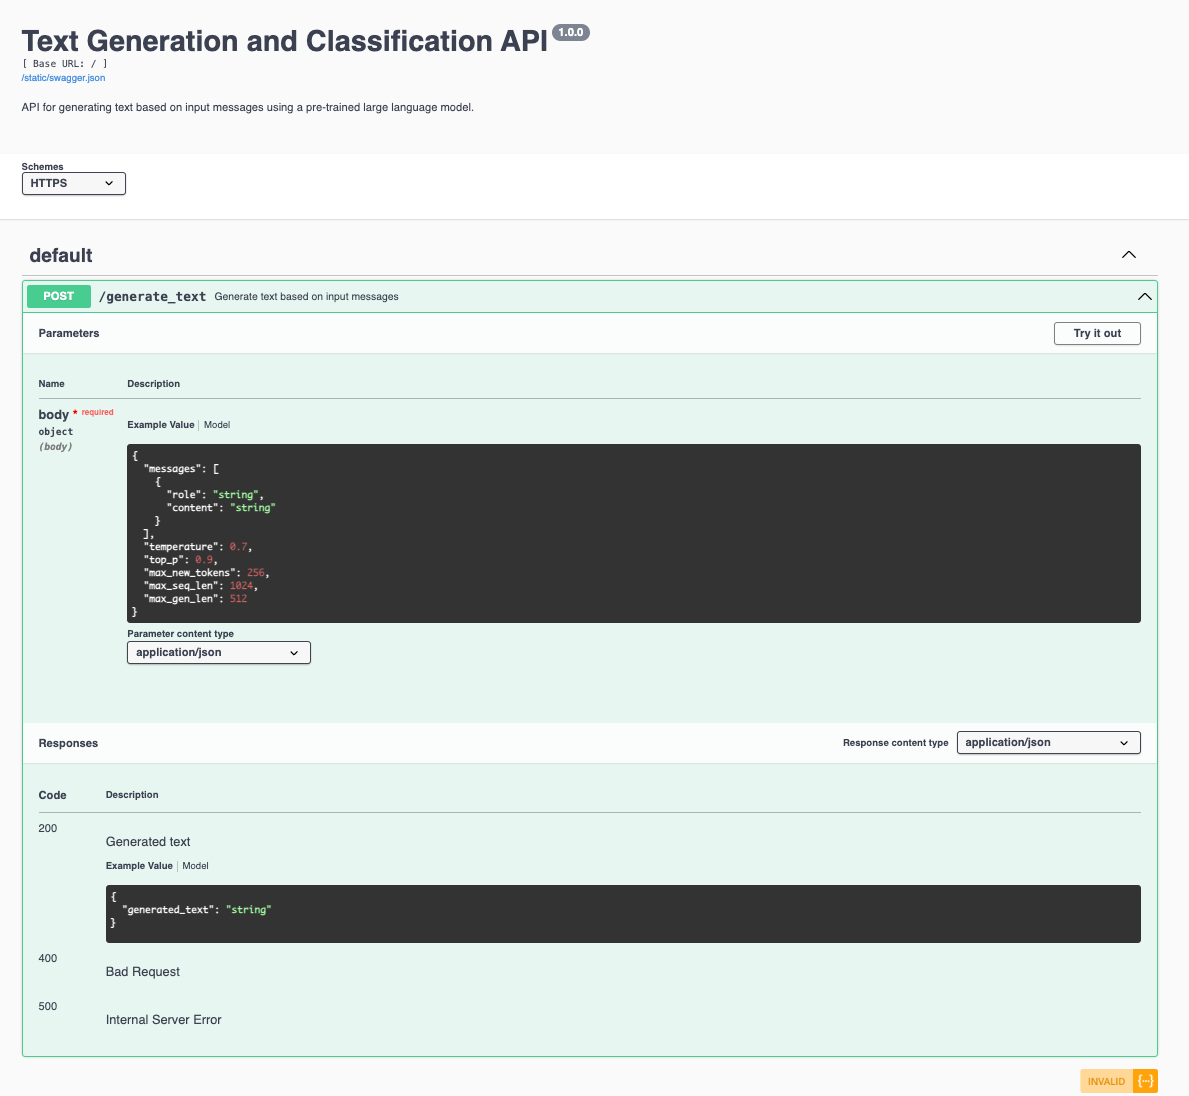 Text Generation and Classification API 1.0.0
[ Base URL: / ]
/static/swagger.json
API for generating text based on input messages using a pre-trained large language model.
Schemes
HTTPS
default
POST /generate_text Generate text based on input messages
Parameters Try it out
Name Description
body * required
object
(body)
Example Value | Model
{
  "messages": [
    {
      "role": "string",
      "content": "string"
    }
  ],
  "temperature": 0.7,
  "top_p": 0.9,
  "max_new_tokens": 256,
  "max_seq_len": 1024,
  "max_gen_len": 512
}
Parameter content type
application/json
Responses Response content type application/json
Code Description
200
Generated text
Example Value | Model
{
  "generated_text": "string"
}
400
Bad Request
500
Internal Server Error
INVALID {...}